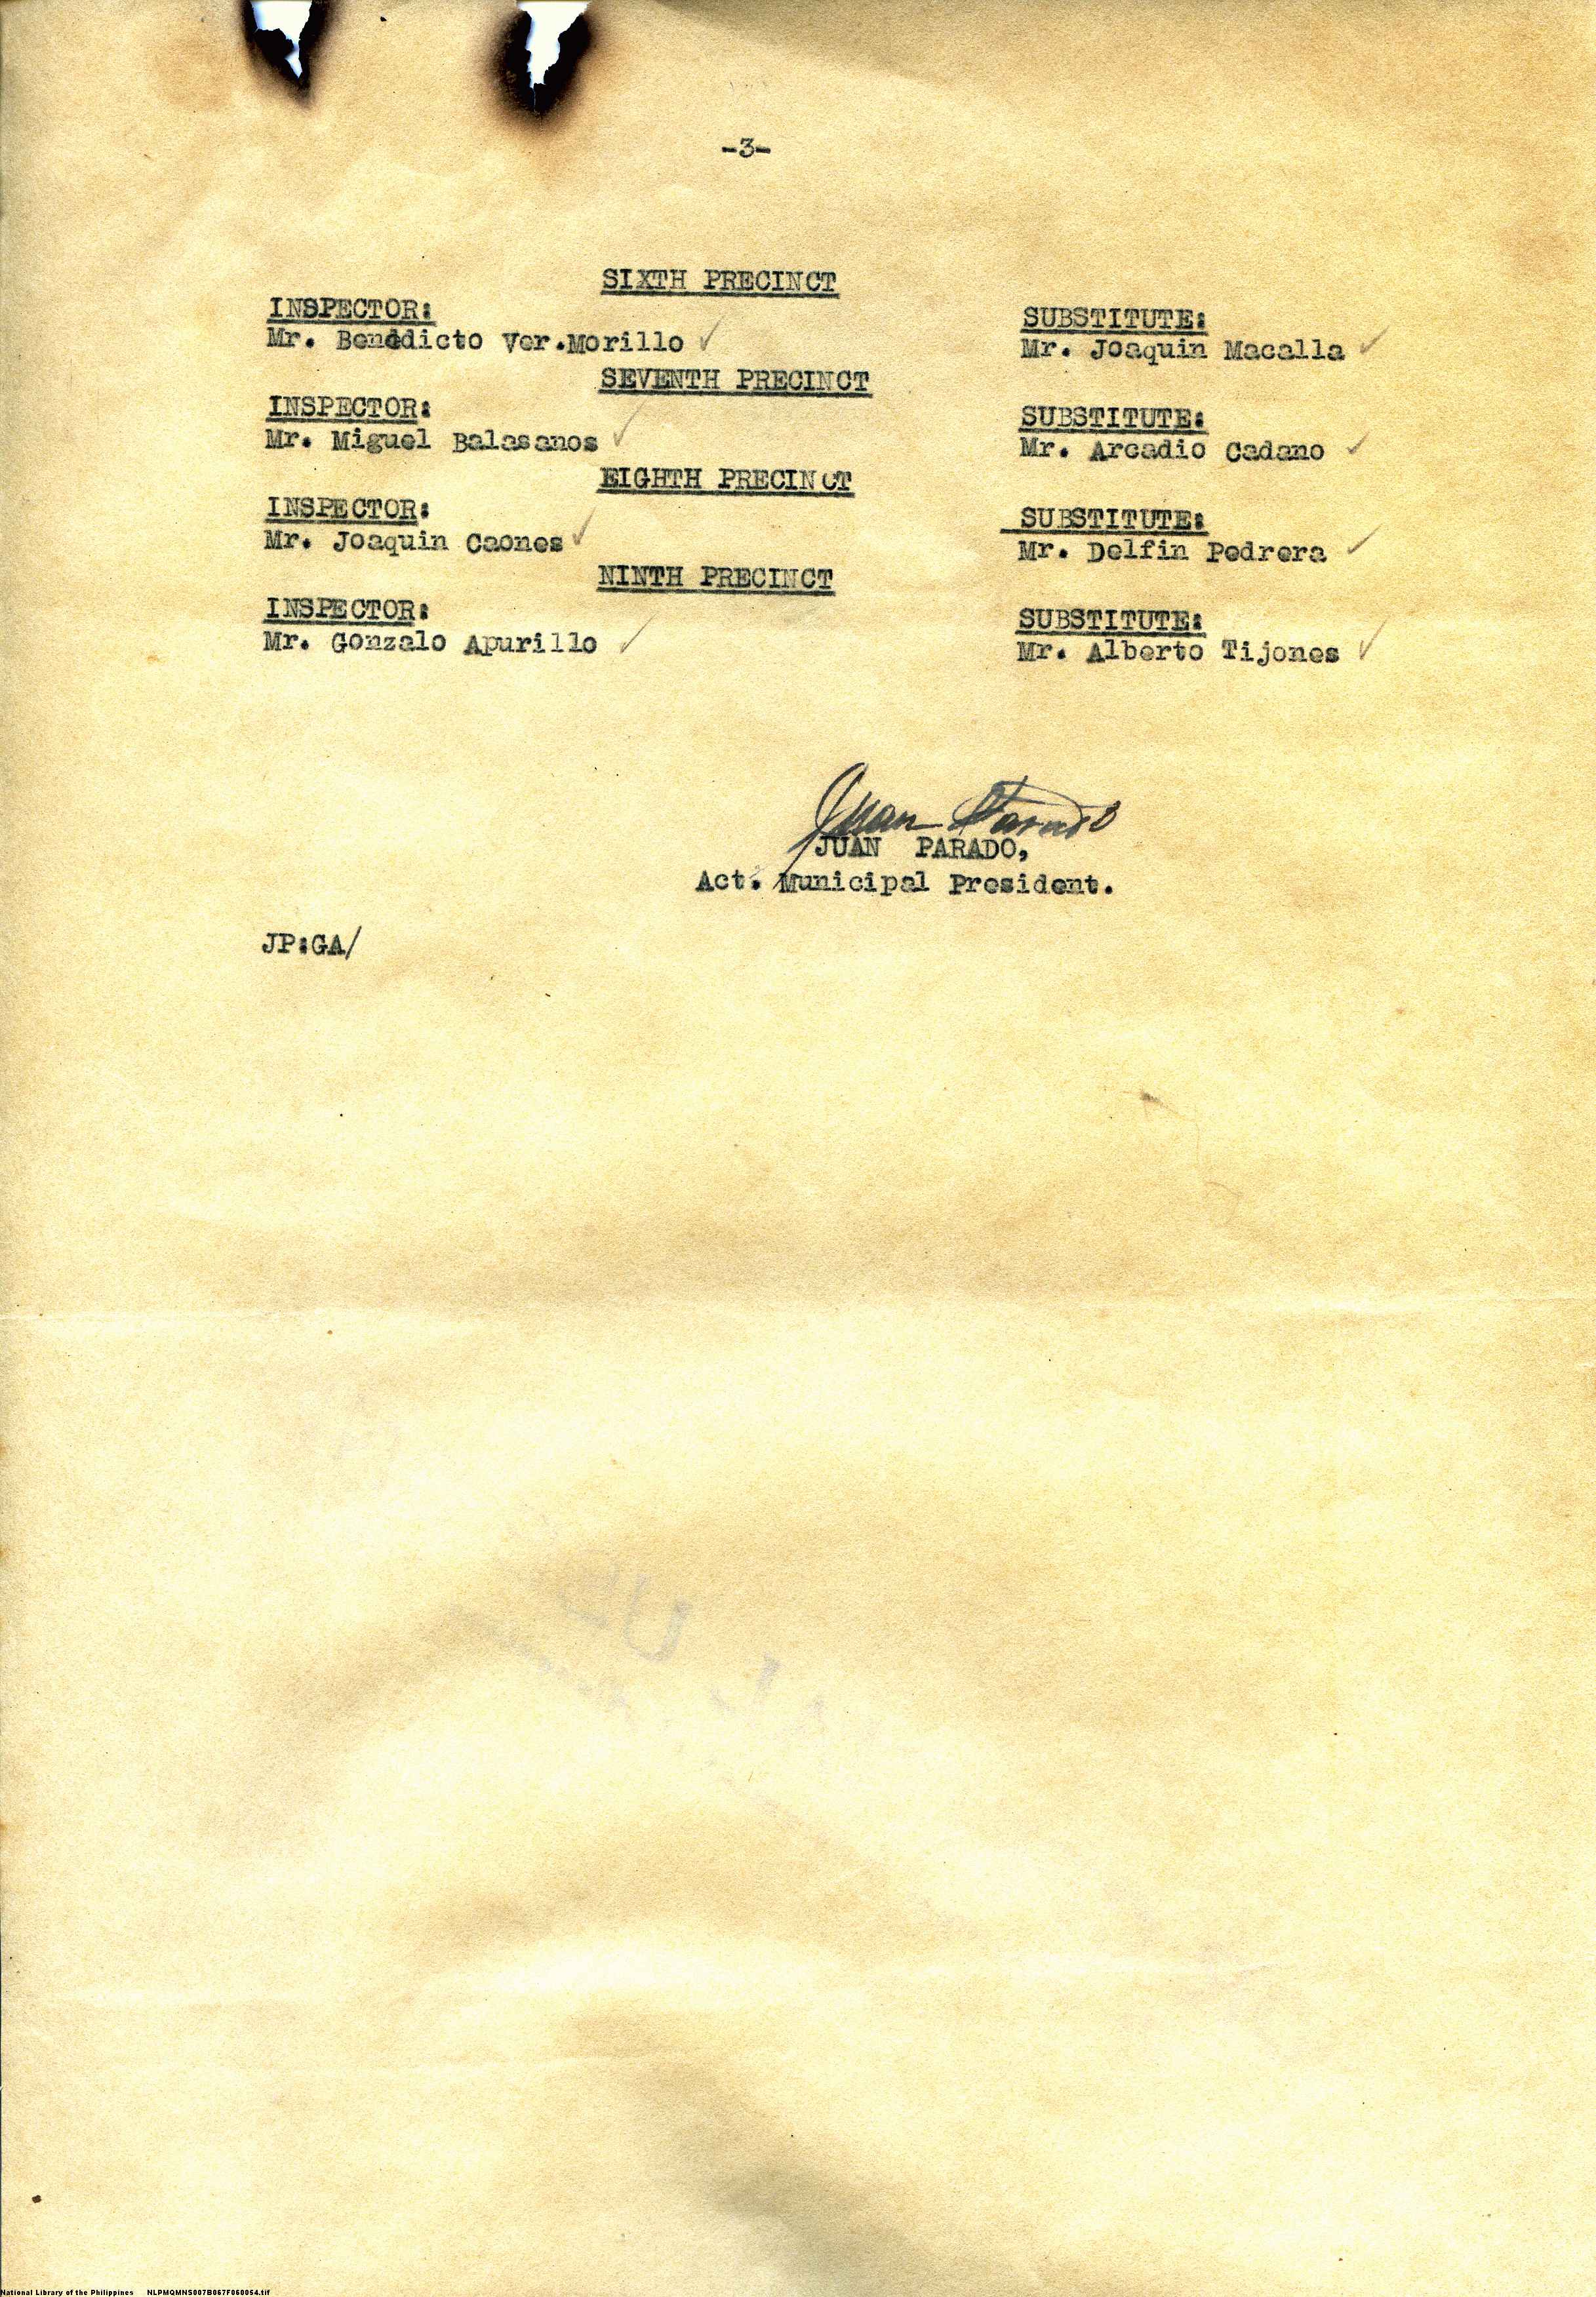 -3-
SIXTH PRECINCT
INSPECTOR:
SUBSTITUTE:
Mr. Benedicto Ver.Morillo ✓
Mr. Joaquin Macalla ✓
SEVENTH PRECINCT
INSPECTOR:
SUBSTITUTE:
Mr. Miguel Balasanos ✓
Mr. Arcadio Cadano ✓
EIGHTH PRECINCT
INSPECTOR:
SUBSTITUTE:
Mr. Joaquin Caones ✓
Mr. Delfin Pedrera ✓
NINTH PRECINCT
INSPECTOR:
SUBSTITUTE:
Mr. Gonzalo Apurillo ✓
Mr. Alberto Tijones ✓
Juan Parado
JUAN PARADO,
Act. Municipal President.
JP:GA/
National Library of the Philippines NLPMQMNS007B067F060054.tif